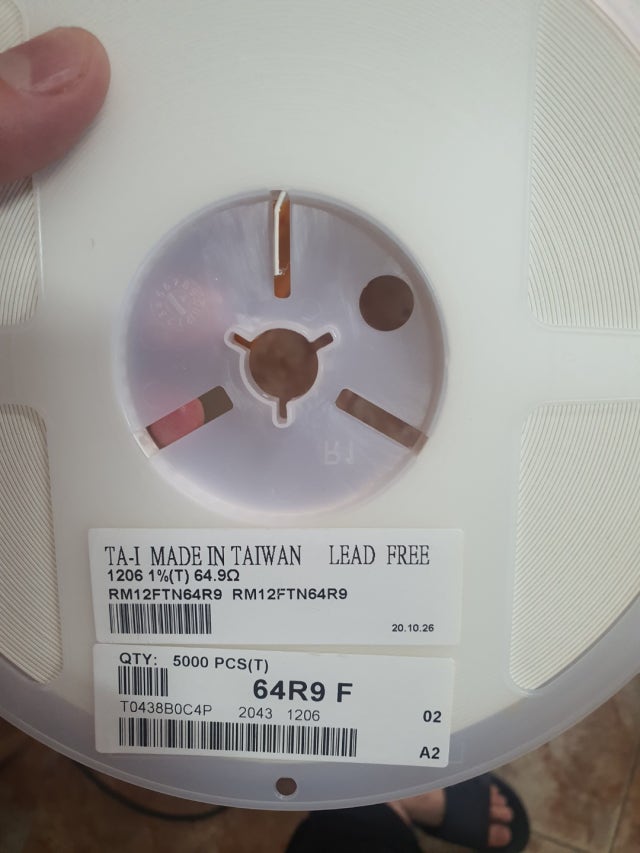 R1
TA-I MADE IN TAIWAN LEAD FREE
1206 1%(T) 64.9Ω
RM12FTN64R9 RM12FTN64R9
20.10.26
QTY: 5000 PCS(T)
64R9 F
T0438B0C4P 2043 1206
02
A2